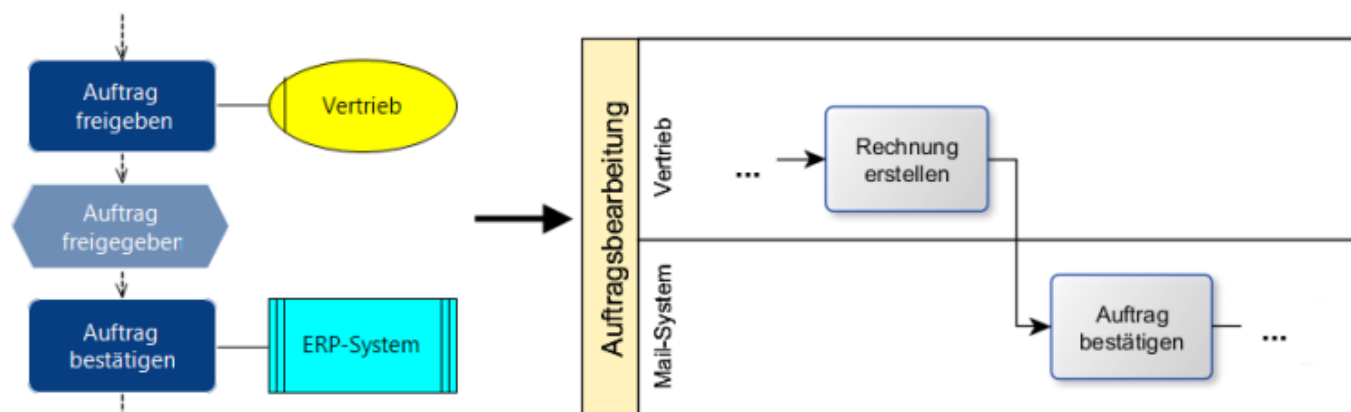 Auftrag
freigeben
Vertrieb
Auftrag
freigegeben
Auftrag
bestätigen
ERP-System
Auftragsbearbeitung
Vertrieb
...
Rechnung
erstellen
Mail-System
Auftrag
bestätigen
...